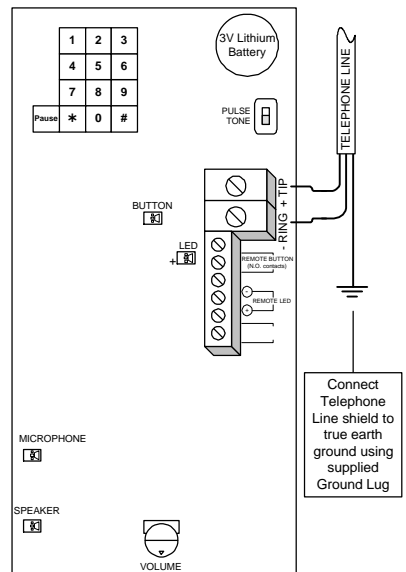 1 2 3
4 5 6
7 8 9
Pause * 0 #
3V Lithium
Battery
PULSE
TONE
TELEPHONE LINE
- RING + TIP
BUTTON
LED
+
REMOTE BUTTON
(N.O. contacts)
-
REMOTE LED
+
Connect
Telephone
Line shield to
true earth
ground using
supplied
Ground Lug
MICROPHONE
SPEAKER
VOLUME